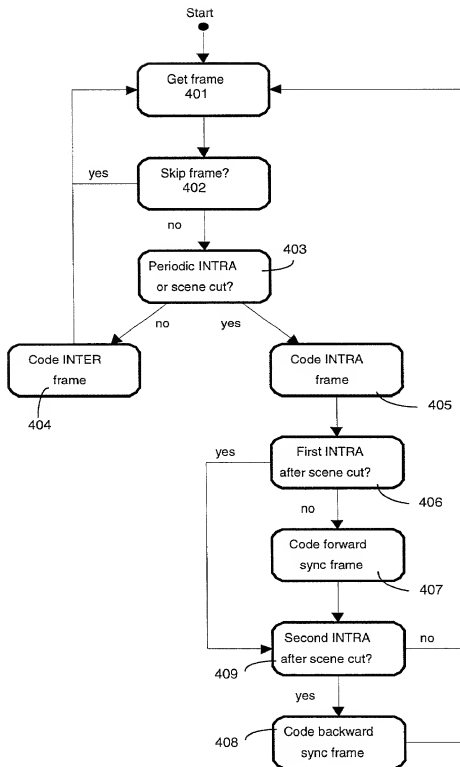 Start
Get frame
401
yes
Skip frame?
402
no
Periodic INTRA
or scene cut?
403
no
yes
Code INTER
frame
404
Code INTRA
frame
405
yes
First INTRA
after scene cut?
406
no
Code forward
sync frame
407
Second INTRA
after scene cut?
no
409
yes
Code backward
sync frame
408